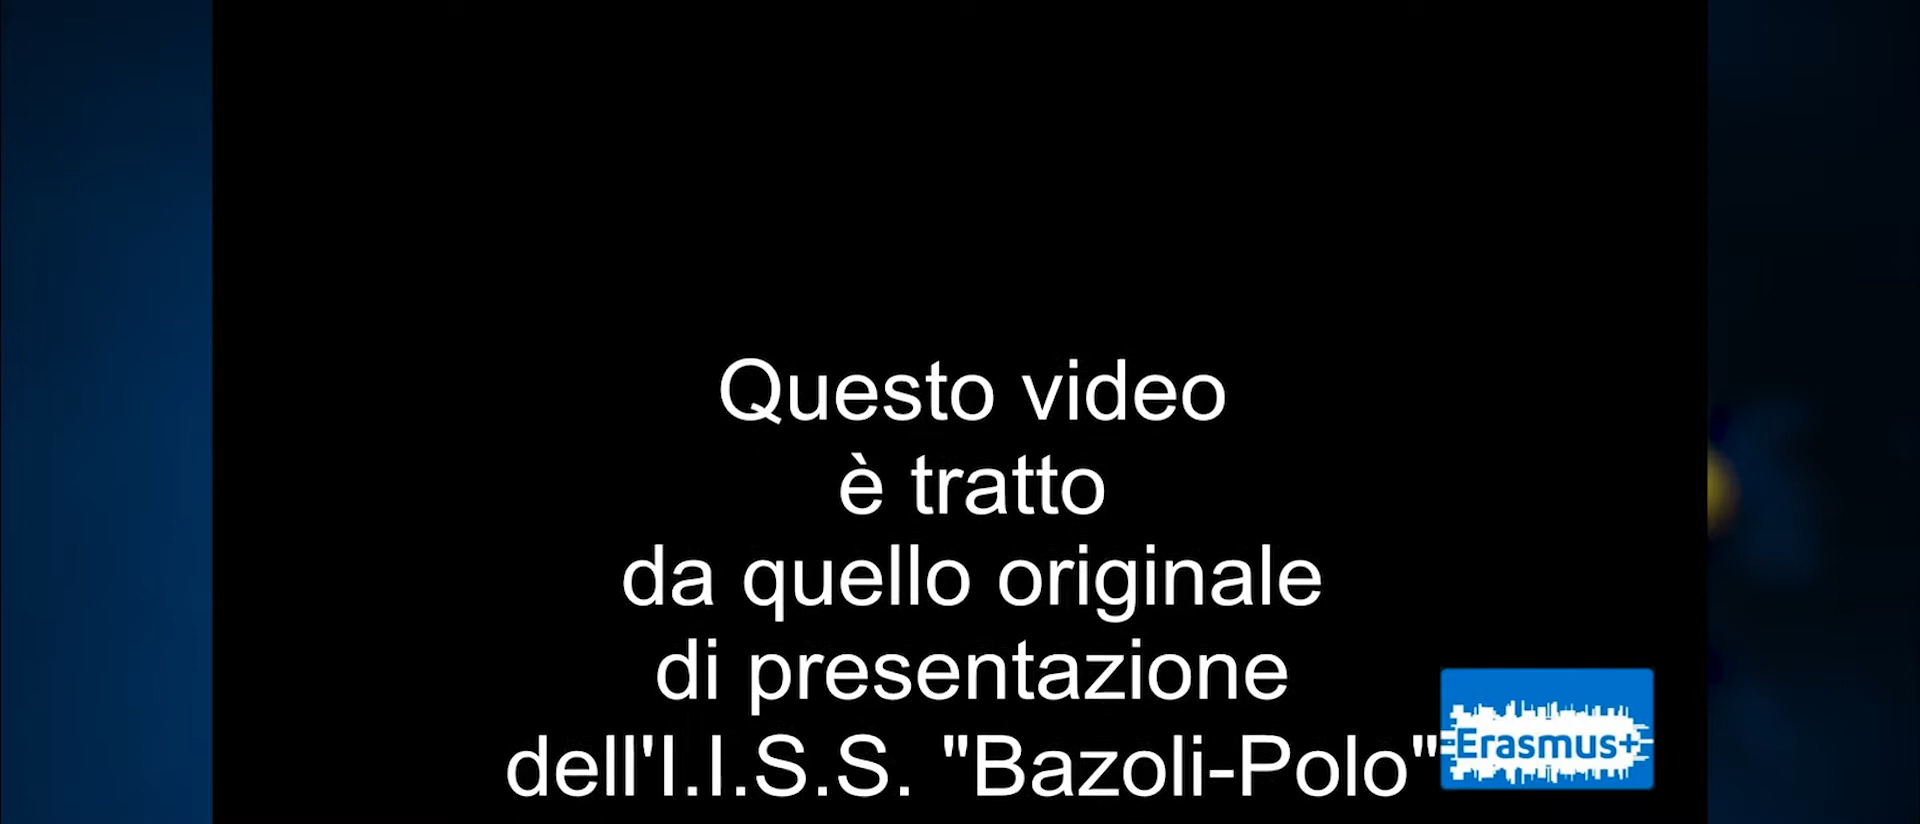 Questo video
è tratto
da quello originale
di presentazione
dell'I.I.S.S. "Bazoli-Polo"
Erasmus+